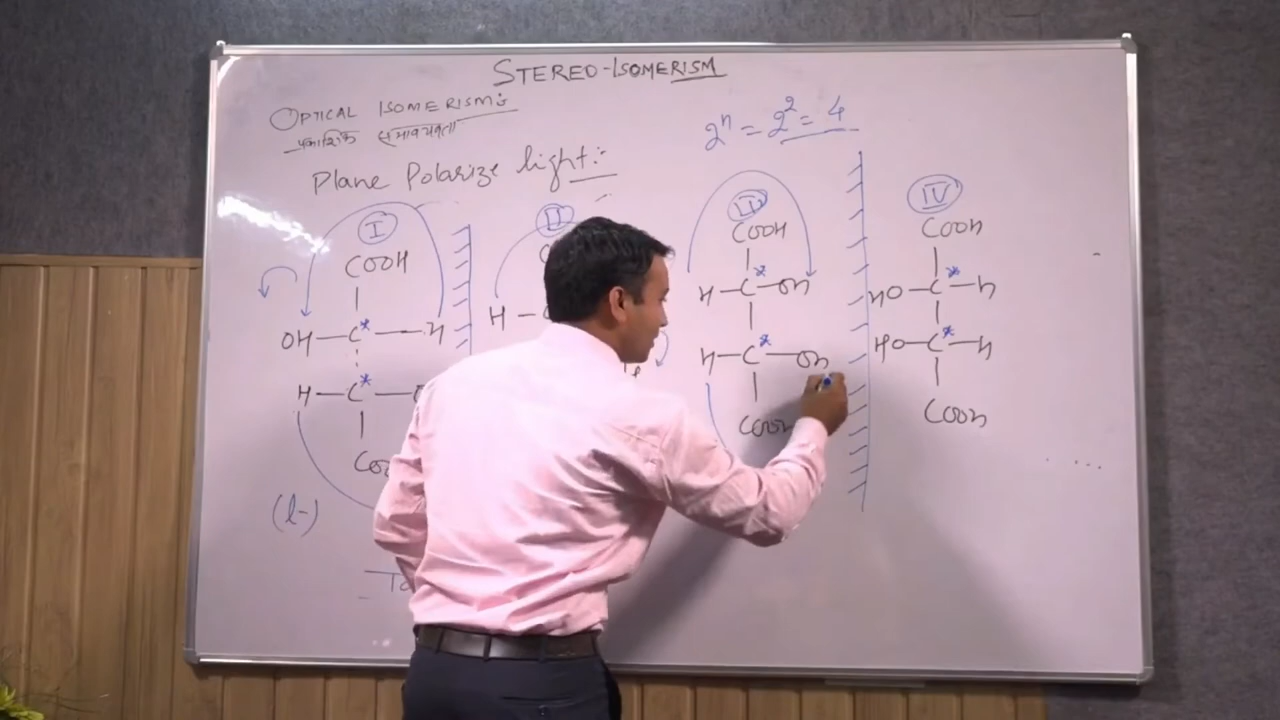 STEREO-ISOMERISM
OPTICAL ISOMERISM:
प्रकाशिक समावयवता
2ⁿ = 2² = 4
Plane Polarize light:-
I
COOH
OH-C*-H
H-C*-
(l-)
II
H-C
III
COOH
H-C*-OH
H-C*-OH
COOH
IV
COOH
HO-C*-H
HO-C*-H
COOH